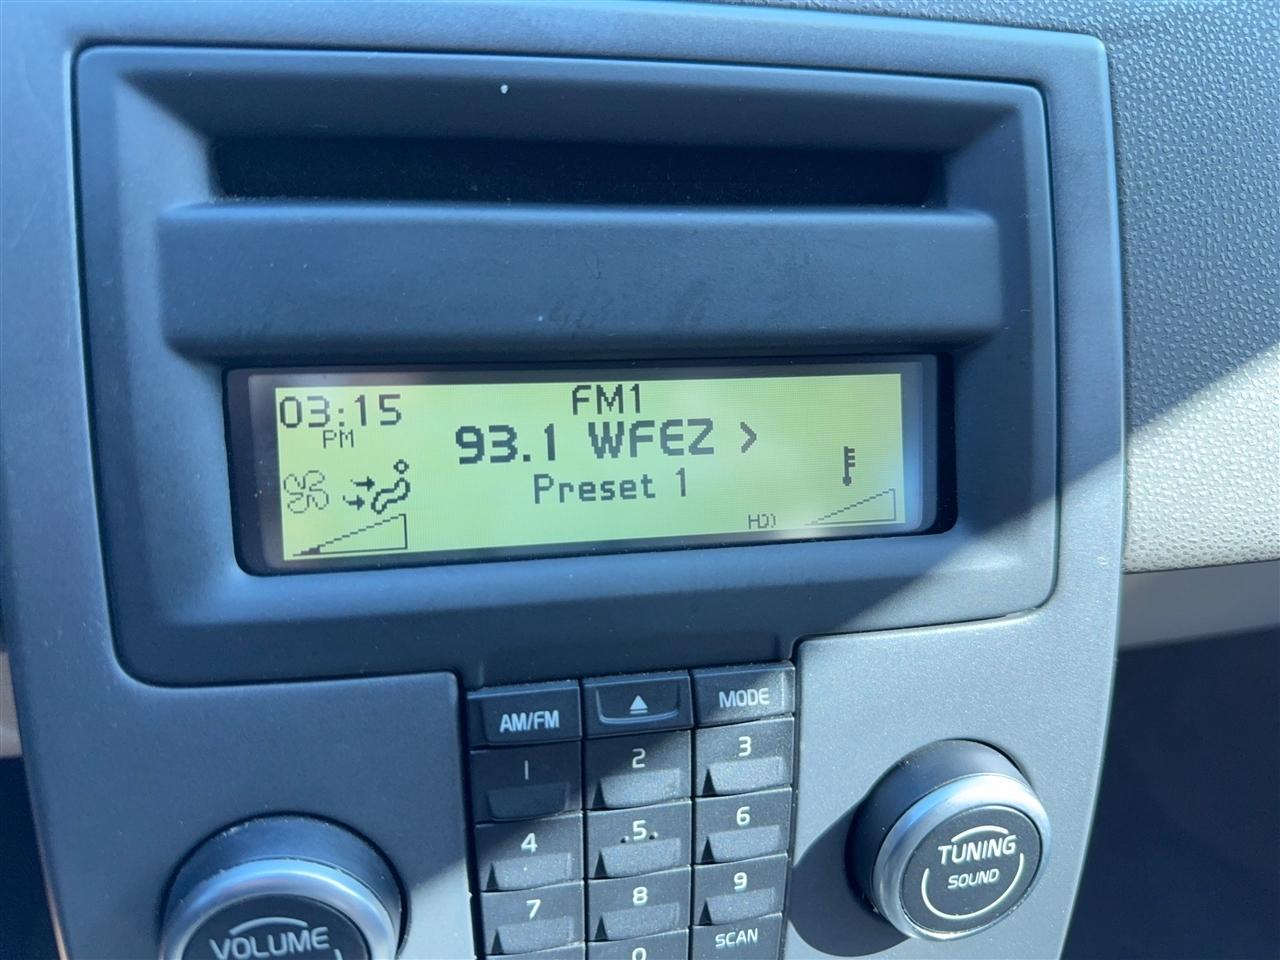 03:15
PM
FM1
93.1 WFEZ >
Preset 1
HD)
AM/FM
MODE
1
2
3
4
.5.
6
7
8
9
0
SCAN
VOLUME
TUNING
SOUND